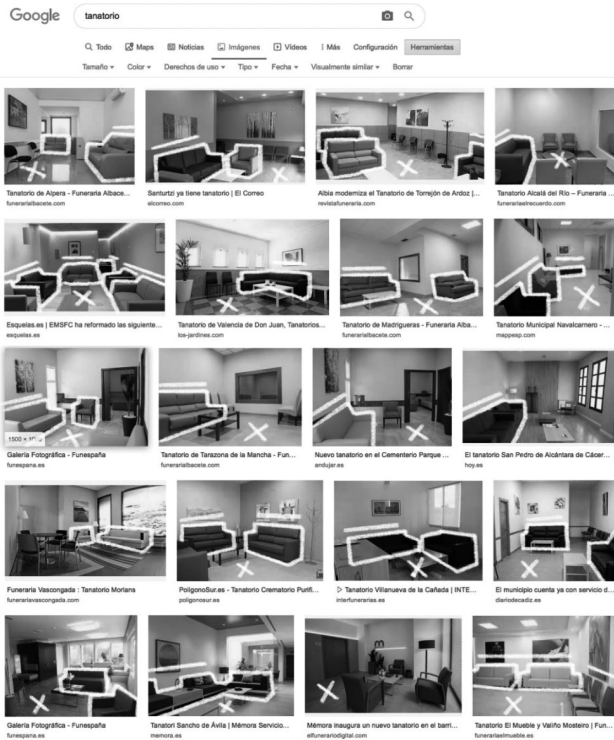 Google
tanatorio
Todo Maps Noticias Imágenes Vídeos Más Configuración Herramientas
Tamaño Color Derechos de uso Tipo Fecha Visualmente similar Borrar
Tanatorio de Alpera - Funeraria Albace...
funerarialbacete.com
Santurtzi ya tiene tanatorio | El Correo
elcorreo.com
Albia moderniza el Tanatorio de Torrejón de Ardoz |...
revistafuneraria.com
Tanatorio Alcalá del Río – Funeraria ...
funerariaelrecuerdo.com
Esquelas.es | EMSFC ha reformado las siguiente...
esquelas.es
Tanatorio de Valencia de Don Juan, Tanatorios...
los-jardines.com
Tanatorio de Madrigueras - Funeraria Alba...
funerarialbacete.com
Tanatorio Municipal Navalcarnero - ...
mappesp.com
Galería Fotográfica - Funespaña
funespana.es
Tanatorio de Tarazona de la Mancha - Fun...
funerarialbacete.com
Nuevo tanatorio en el Cementerio Parque ...
andujar.es
El tanatorio San Pedro de Alcántara de Cácer...
hoy.es
Funeraria Vascongada : Tanatorio Morlans
funerariavascongada.com
PoligonoSur.es - Tanatorio Crematorio Purifi...
poligonosur.es
Tanatorio Villanueva de la Cañada | INTE...
interfunerarias.es
El municipio cuenta ya con servicio d...
diariodecadiz.es
Galería Fotográfica - Funespaña
funespana.es
Tanatori Sancho de Ávila | Mémora Servicio...
memora.es
Mémora inaugura un nuevo tanatorio en el barri...
elfunerariodigital.com
Tanatorio El Mueble y Valiño Mosteiro | Fun...
funerariaelmueble.es